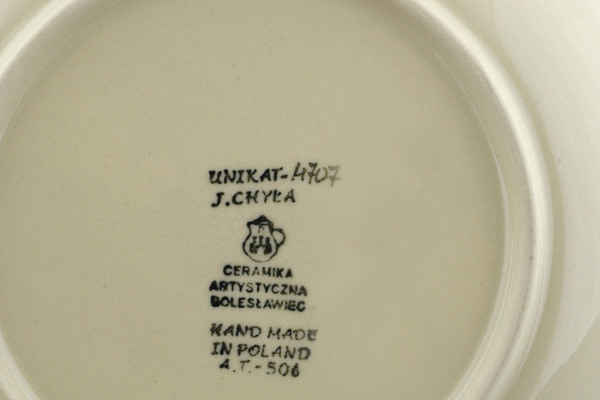 UNIKAT-4707
J.CHYŁA
CERAMIKA
ARTYSTYCZNA
BOLESŁAWIEC
HAND MADE
IN POLAND
A.T.-506